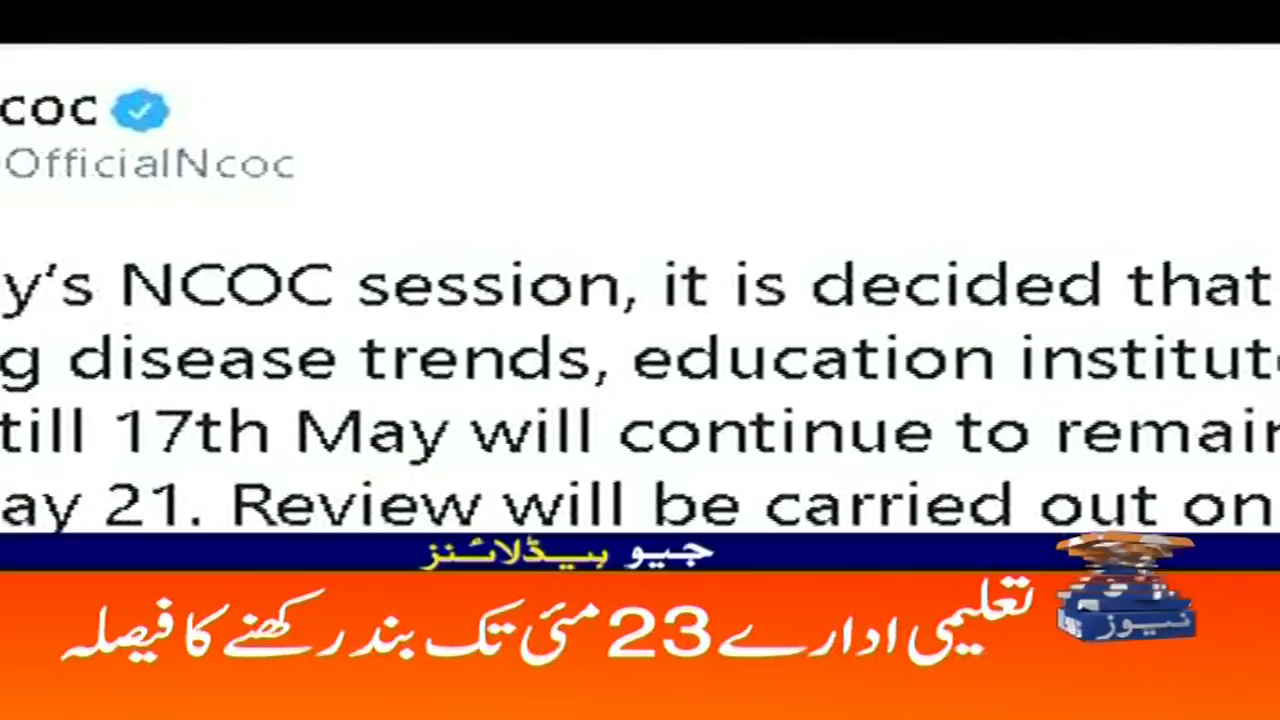 coc
OfficialNcoc
y's NCOC session, it is decided that
g disease trends, education institut
till 17th May will continue to remain
ay 21. Review will be carried out on
جیو ہیڈلائنز
تعلیمی ادارے 23 مئی تک بند رکھنے کا فیصلہ
نیوز